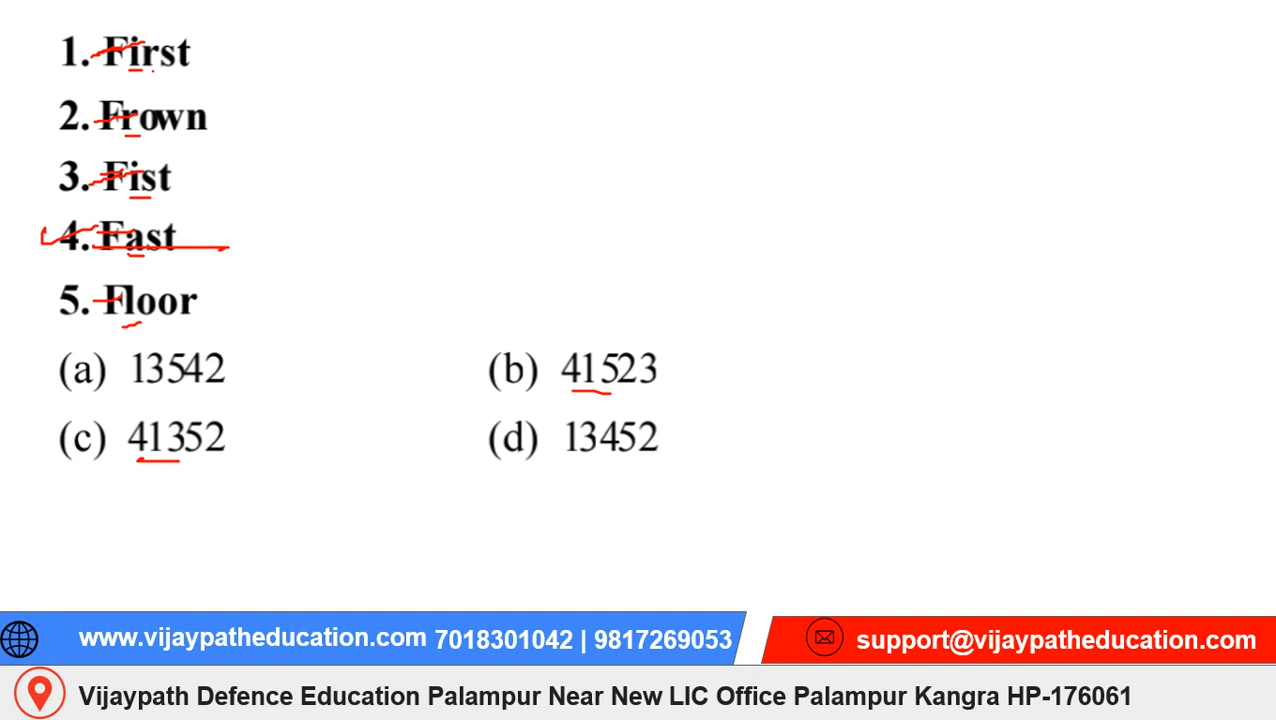 1. First
2. Frown
3. Fist
4. Fast
5. Floor
(a) 13542 (b) 41523
(c) 41352 (d) 13452
www.vijaypatheducation.com 7018301042 | 9817269053 support@vijaypatheducation.com
Vijaypath Defence Education Palampur Near New LIC Office Palampur Kangra HP-176061